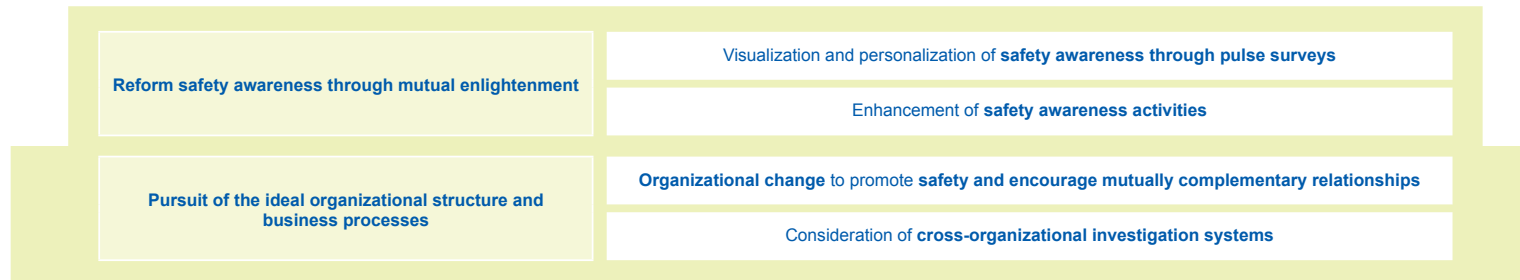 Reform safety awareness through mutual enlightenment
Visualization and personalization of safety awareness through pulse surveys
Enhancement of safety awareness activities
Pursuit of the ideal organizational structure and
business processes
Organizational change to promote safety and encourage mutually complementary relationships
Consideration of cross-organizational investigation systems